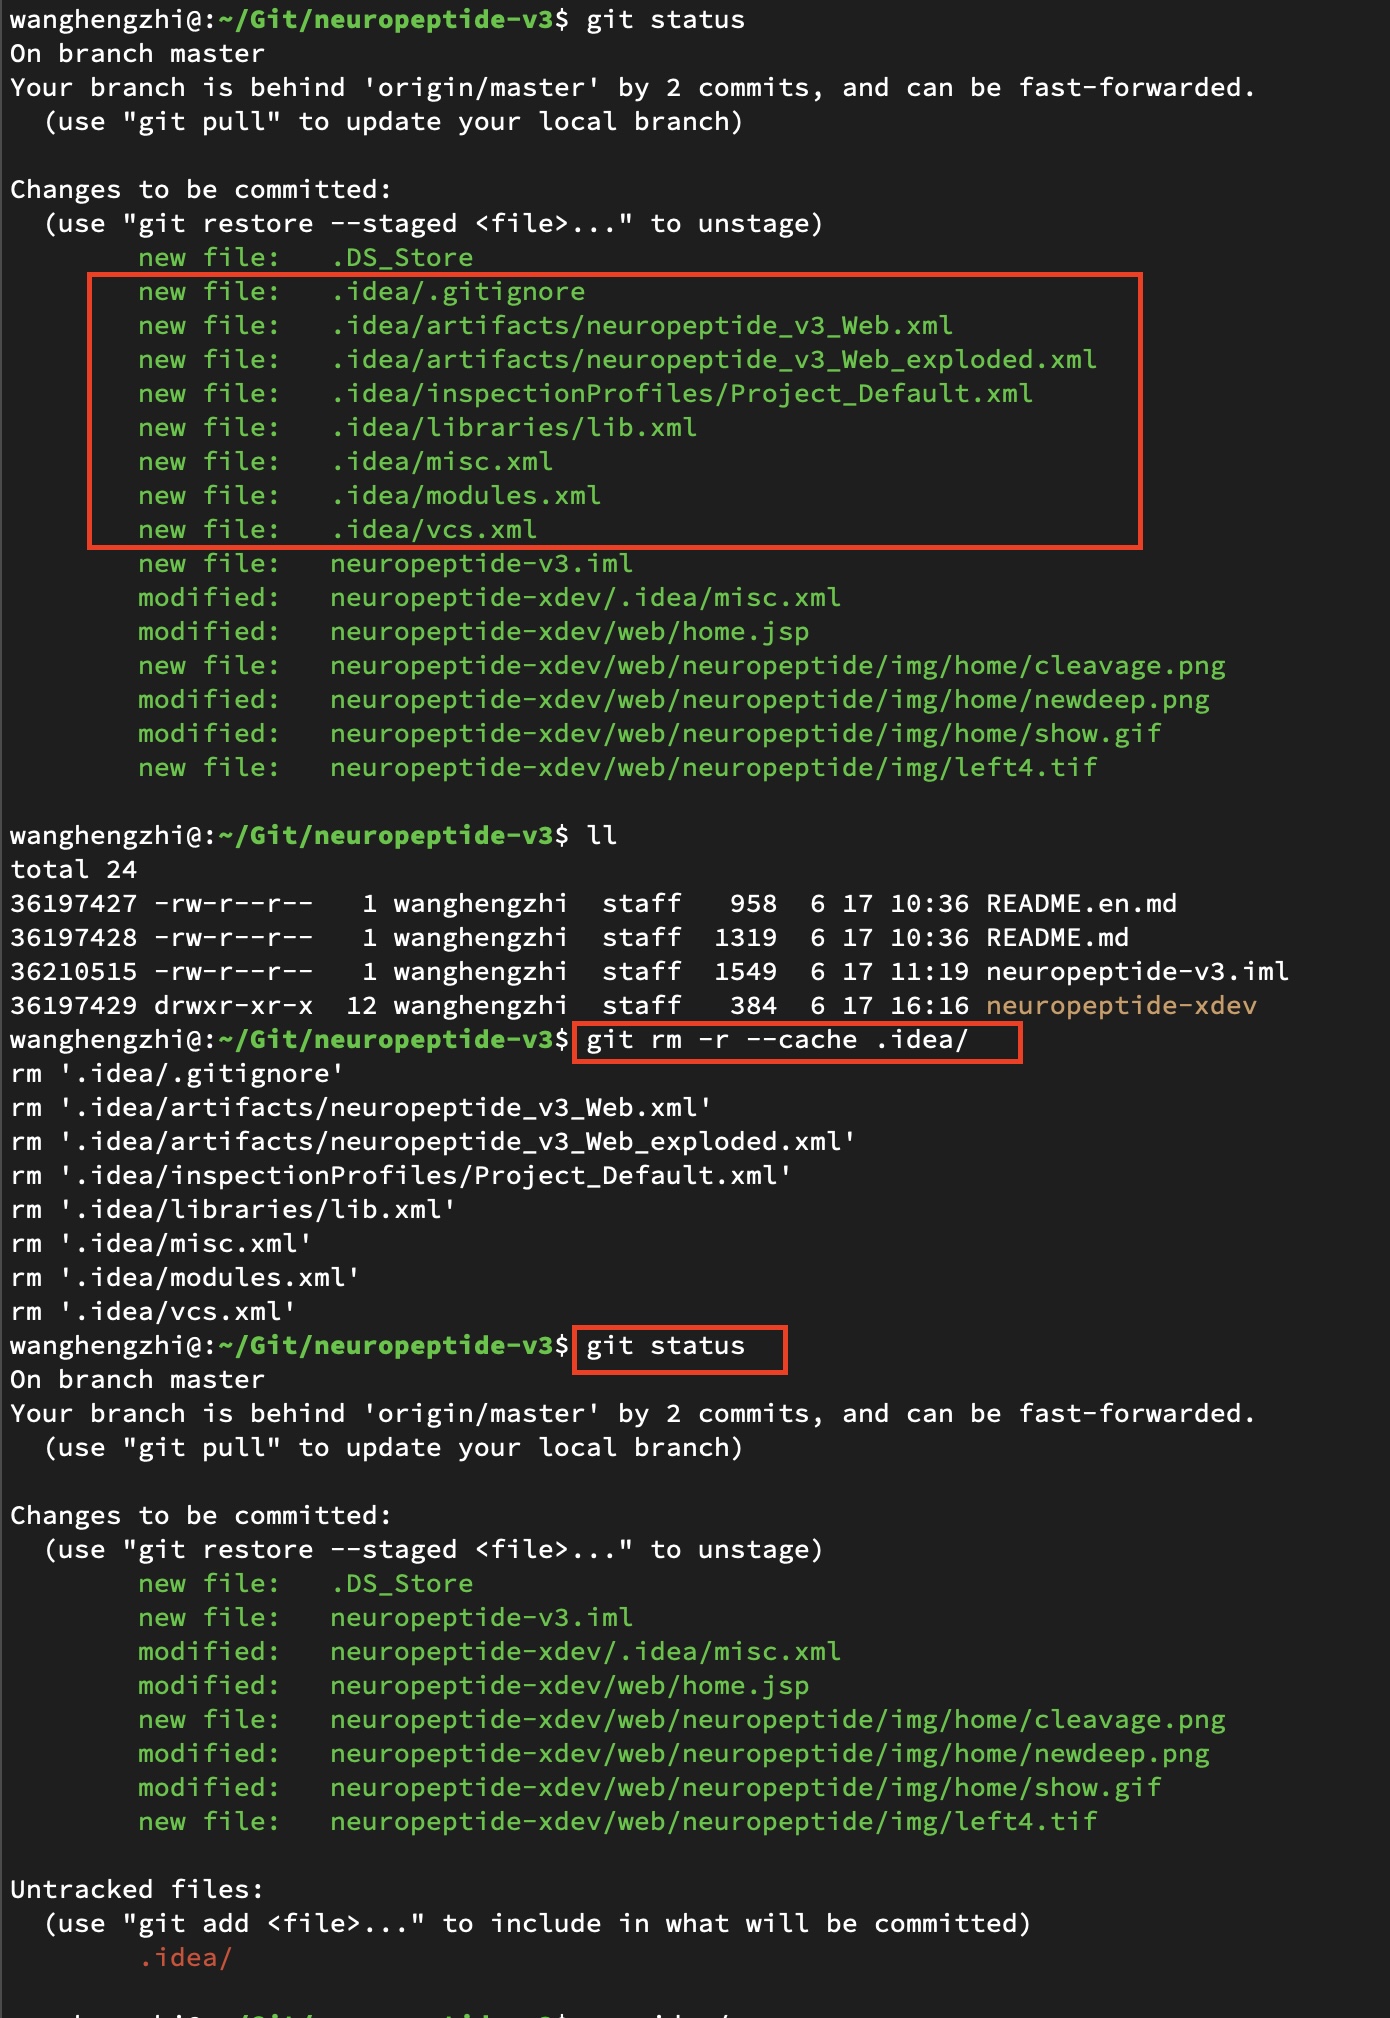 wanghengzhi@:~/Git/neuropeptide-v3$ git status
On branch master
Your branch is behind 'origin/master' by 2 commits, and can be fast-forwarded.
  (use "git pull" to update your local branch)
Changes to be committed:
  (use "git restore --staged <file>..." to unstage)
        new file:   .DS_Store
        new file:   .idea/.gitignore
        new file:   .idea/artifacts/neuropeptide_v3_Web.xml
        new file:   .idea/artifacts/neuropeptide_v3_Web_exploded.xml
        new file:   .idea/inspectionProfiles/Project_Default.xml
        new file:   .idea/libraries/lib.xml
        new file:   .idea/misc.xml
        new file:   .idea/modules.xml
        new file:   .idea/vcs.xml
        new file:   neuropeptide-v3.iml
        modified:   neuropeptide-xdev/.idea/misc.xml
        modified:   neuropeptide-xdev/web/home.jsp
        new file:   neuropeptide-xdev/web/neuropeptide/img/home/cleavage.png
        modified:   neuropeptide-xdev/web/neuropeptide/img/home/newdeep.png
        modified:   neuropeptide-xdev/web/neuropeptide/img/home/show.gif
        new file:   neuropeptide-xdev/web/neuropeptide/img/left4.tif
wanghengzhi@:~/Git/neuropeptide-v3$ ll
total 24
36197427 -rw-r--r--   1 wanghengzhi  staff   958  6 17 10:36 README.en.md
36197428 -rw-r--r--   1 wanghengzhi  staff  1319  6 17 10:36 README.md
36210515 -rw-r--r--   1 wanghengzhi  staff  1549  6 17 11:19 neuropeptide-v3.iml
36197429 drwxr-xr-x  12 wanghengzhi  staff   384  6 17 16:16 neuropeptide-xdev
wanghengzhi@:~/Git/neuropeptide-v3$ git rm -r --cache .idea/
rm '.idea/.gitignore'
rm '.idea/artifacts/neuropeptide_v3_Web.xml'
rm '.idea/artifacts/neuropeptide_v3_Web_exploded.xml'
rm '.idea/inspectionProfiles/Project_Default.xml'
rm '.idea/libraries/lib.xml'
rm '.idea/misc.xml'
rm '.idea/modules.xml'
rm '.idea/vcs.xml'
wanghengzhi@:~/Git/neuropeptide-v3$ git status
On branch master
Your branch is behind 'origin/master' by 2 commits, and can be fast-forwarded.
  (use "git pull" to update your local branch)
Changes to be committed:
  (use "git restore --staged <file>..." to unstage)
        new file:   .DS_Store
        new file:   neuropeptide-v3.iml
        modified:   neuropeptide-xdev/.idea/misc.xml
        modified:   neuropeptide-xdev/web/home.jsp
        new file:   neuropeptide-xdev/web/neuropeptide/img/home/cleavage.png
        modified:   neuropeptide-xdev/web/neuropeptide/img/home/newdeep.png
        modified:   neuropeptide-xdev/web/neuropeptide/img/home/show.gif
        new file:   neuropeptide-xdev/web/neuropeptide/img/left4.tif
Untracked files:
  (use "git add <file>..." to include in what will be committed)
        .idea/